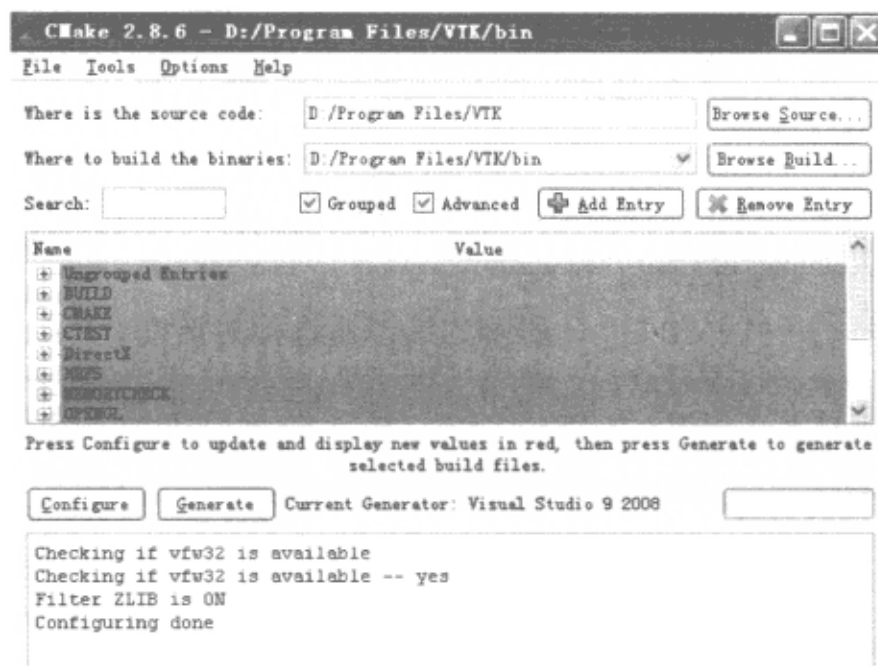 CMake 2.8.6 - D:/Program Files/VTK/bin
File Tools Options Help
Where is the source code: D:/Program Files/VTK Browse Source...
Where to build the binaries: D:/Program Files/VTK/bin Browse Build...
Search: Grouped Advanced Add Entry Remove Entry
Name Value
Ungrouped Entries
BUILD
CMAKE
CTEST
DirectX
MEMORYCHECK
OPENGL
Press Configure to update and display new values in red, then press Generate to generate
selected build files.
Configure Generate Current Generator: Visual Studio 9 2008
Checking if vfw32 is available
Checking if vfw32 is available -- yes
Filter ZLIB is ON
Configuring done